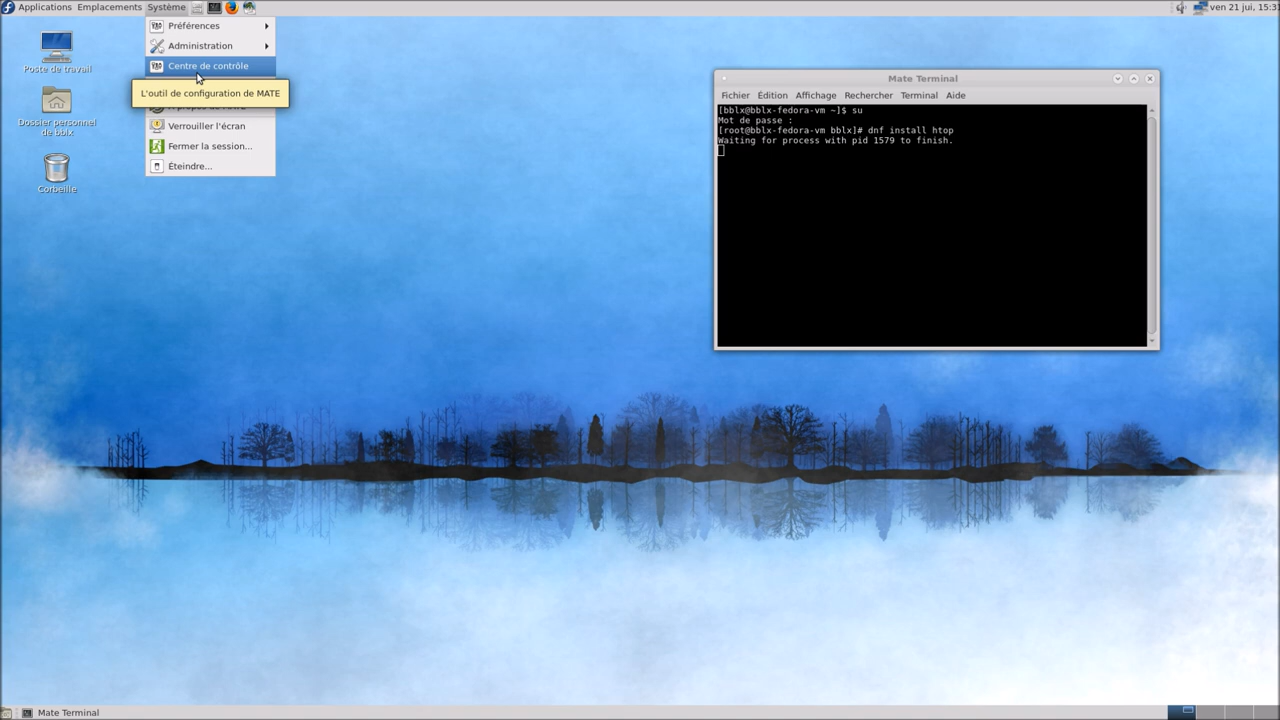 Applications Emplacements Système
ven 21 jui, 15:3
Préférences
Administration
Centre de contrôle
L'outil de configuration de MATE
Verrouiller l'écran
Fermer la session...
Éteindre...
Poste de travail
Dossier personnel
de bblx
Corbeille
Mate Terminal
Fichier Édition Affichage Rechercher Terminal Aide
[bblx@bblx-fedora-vm ~]$ su
Mot de passe :
[root@bblx-fedora-vm bblx]# dnf install htop
Waiting for process with pid 1579 to finish.
Mate Terminal